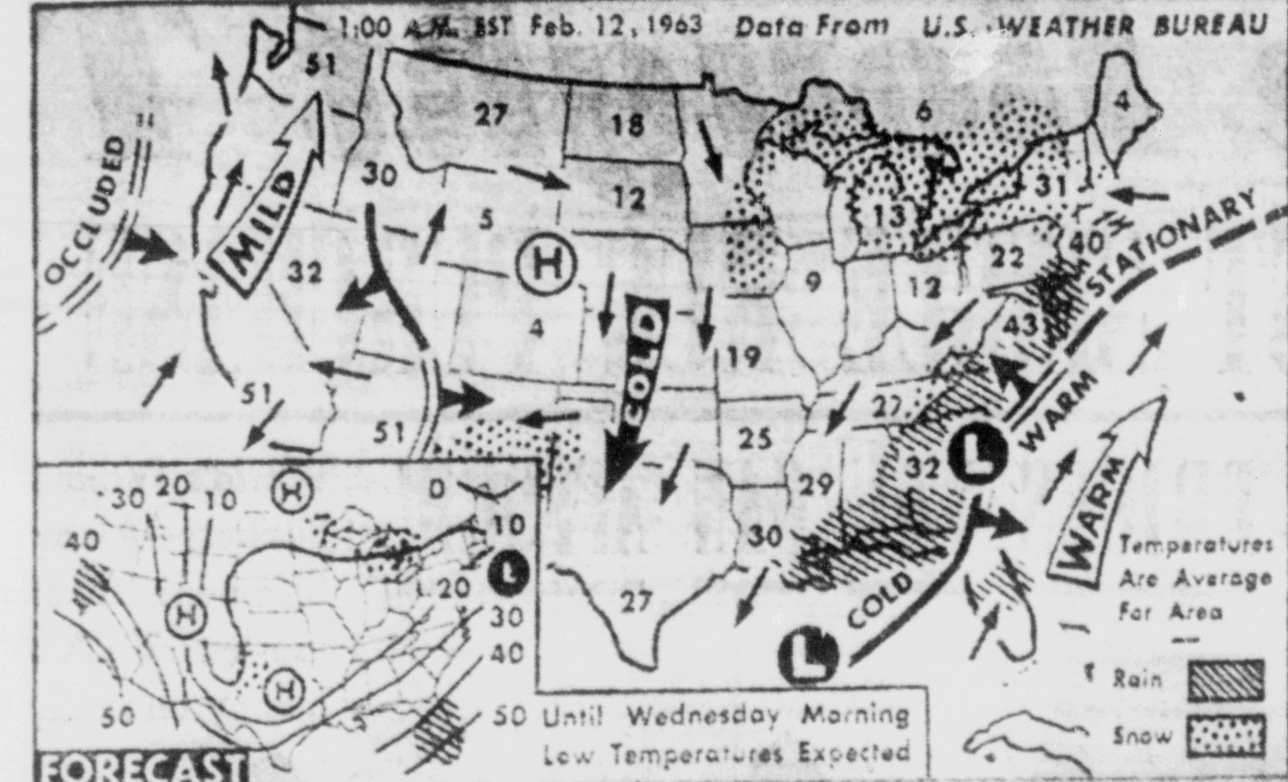 1:00 A.M. EST Feb. 12, 1963 Data From U.S. WEATHER BUREAU
51
27
18
6
4
OCCLUDED
MILD
30
12
5
31
13
H
32
40
STATIONARY
22
9
12
4
43
COLD
19
51
27
WARM
51
25
L
32
29
WARM
30
27
COLD
L
Temperatures
Are Average
For Area
Rain
Snow
30 20 10
H
0
10
40
L
20
H
30
40
H
50
50
Until Wednesday Morning
Low Temperatures Expected
FORECAST